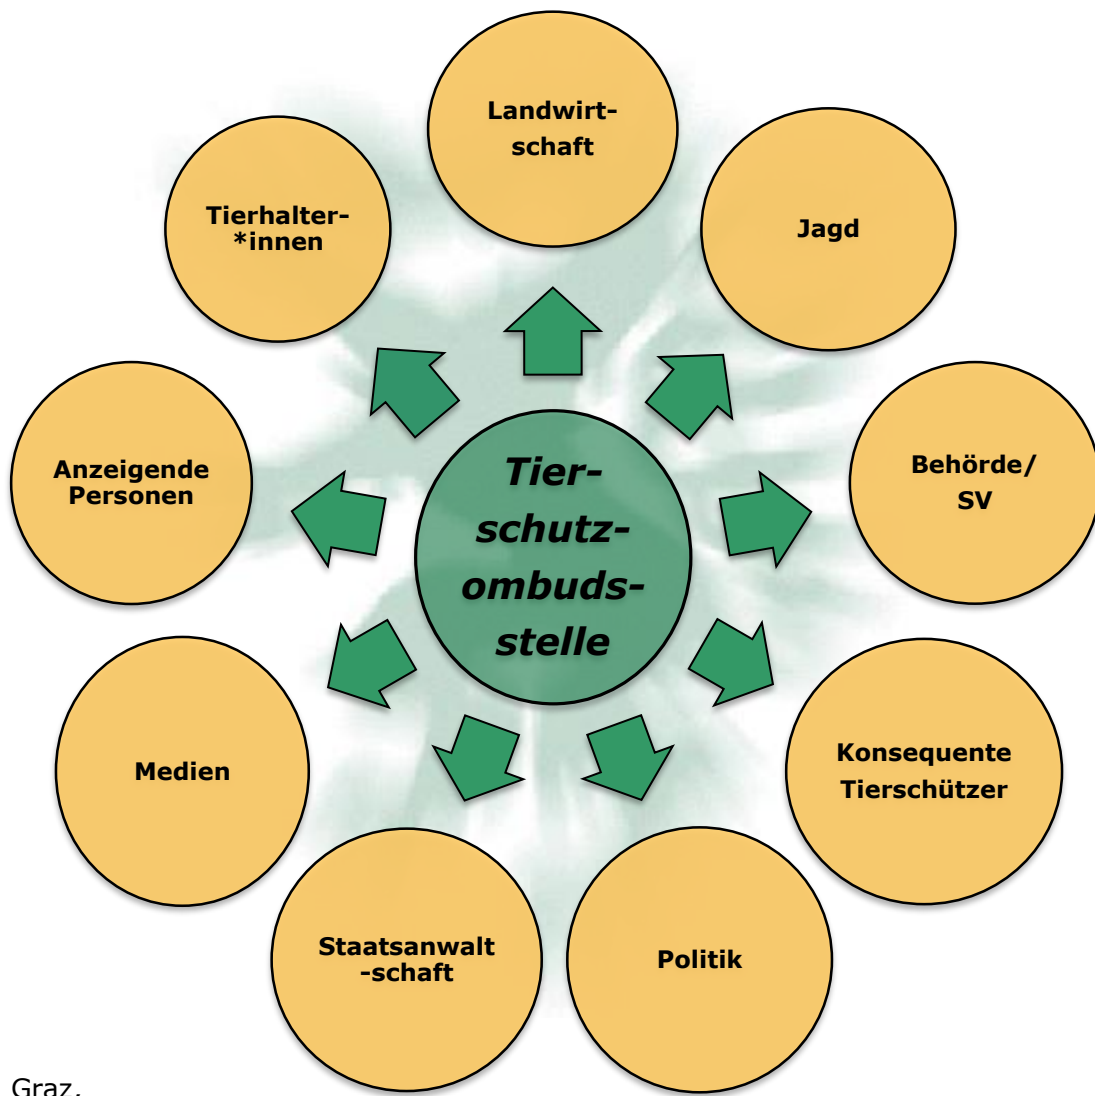 Landwirt-
schaft
Jagd
Behörde/
SV
Konsequente
Tierschützer
Politik
Staatsanwalt
-schaft
Medien
Anzeigende
Personen
Tierhalter-
*innen
Tier-
schutz-
ombuds-
stelle
Graz,